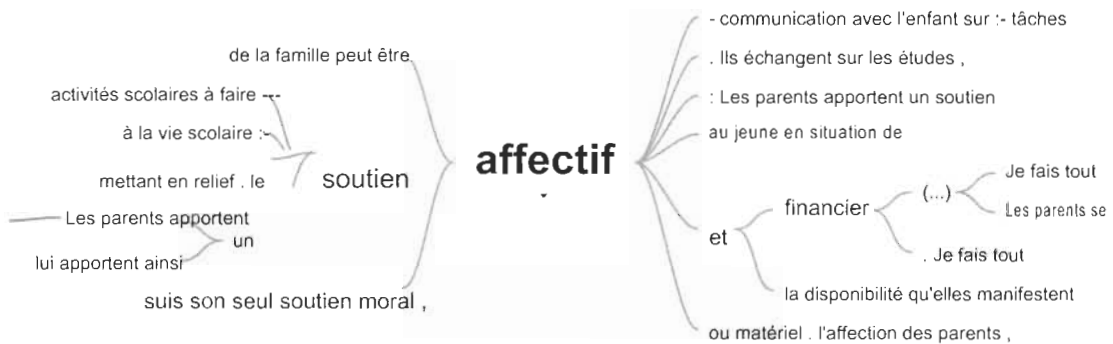 de la famille peut être
activités scolaires à faire ---
à la vie scolaire :-
mettant en relief . le
soutien
Les parents apportent
un
lui apportent ainsi
suis son seul soutien moral ,
affectif
- communication avec l'enfant sur :- tâches
. Ils échangent sur les études ,
: Les parents apportent un soutien
au jeune en situation de
et
financier
(...)
Je fais tout
Les parents se
. Je fais tout
la disponibilité qu'elles manifestent
ou matériel . l'affection des parents ,